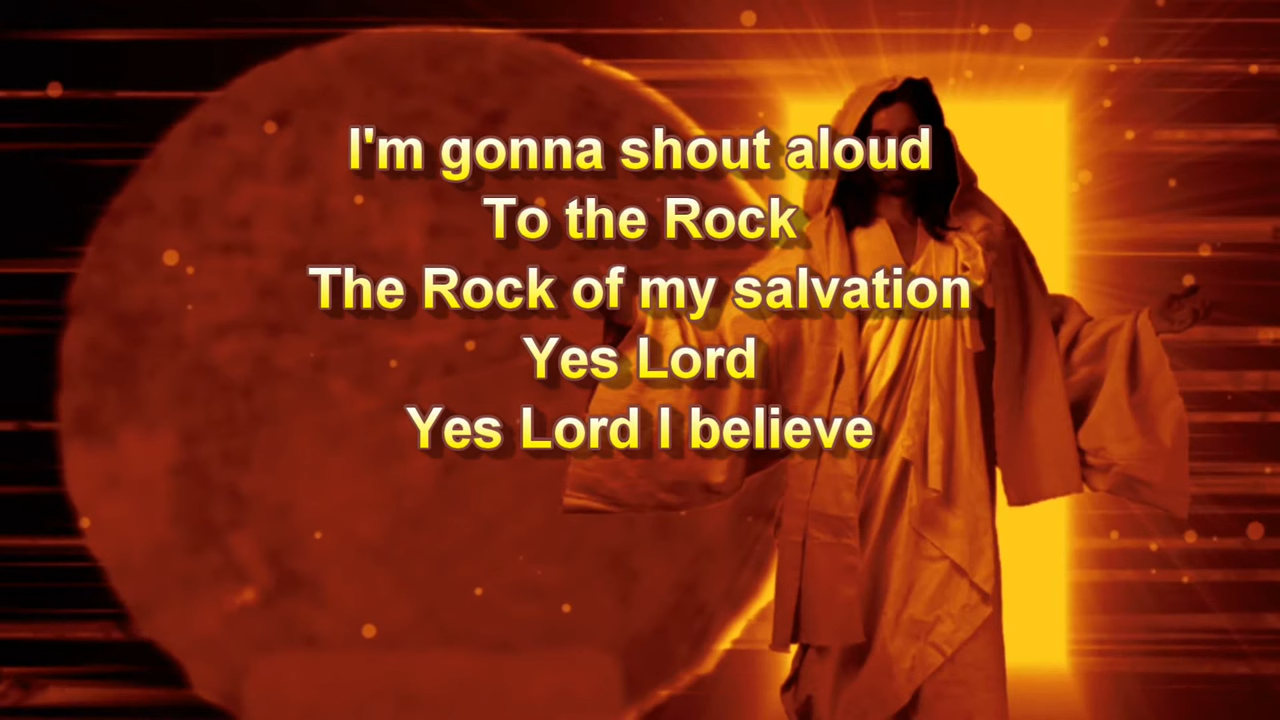 I'm gonna shout aloud
To the Rock
The Rock of my salvation
Yes Lord
Yes Lord I believe